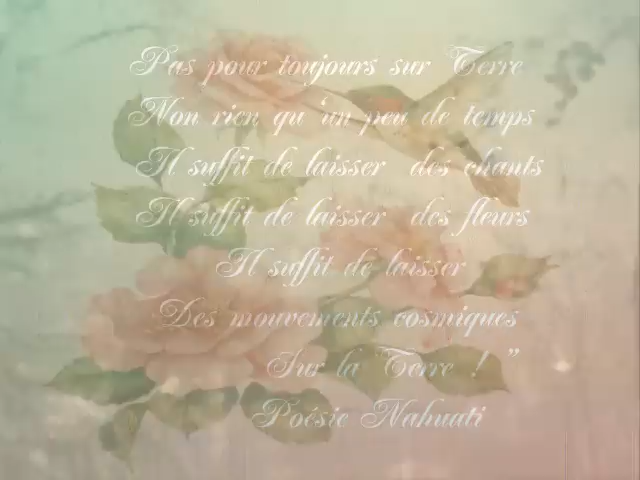 Pas pour toujours sur Terre
Non rien qu'un peu de temps
Il suffit de laisser des chants
Il suffit de laisser des fleurs
Il suffit de laisser
Des mouvements cosmiques
Sur la Terre ! ”
Poésie Nahuati